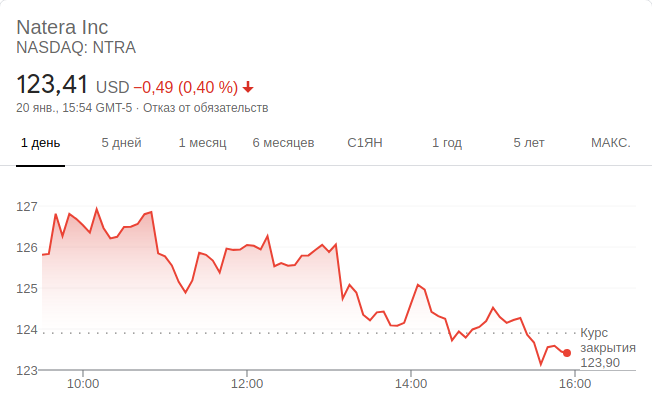 Natera Inc
NASDAQ: NTRA
123,41 USD −0,49 (0,40 %)
20 янв., 15:54 GMT-5 · Отказ от обязательств
1 день 5 дней 1 месяц 6 месяцев С1ЯН 1 год 5 лет МАКС.
127
126
125
124
Курс
закрытия
123,90
123
10:00 12:00 14:00 16:00